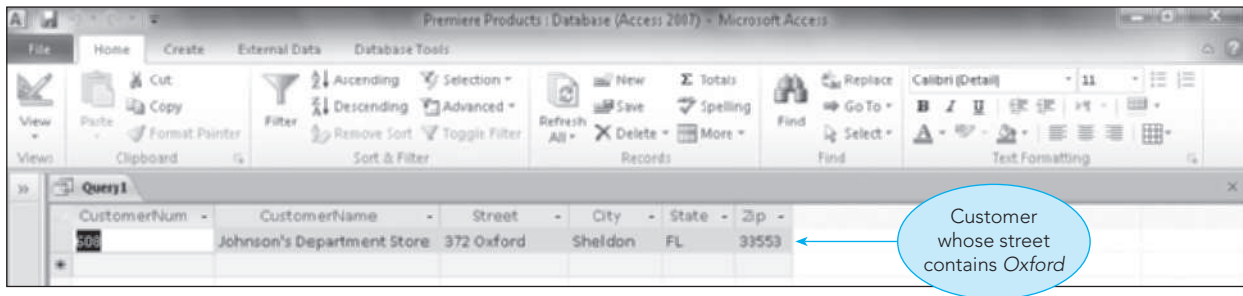 Premiere Products : Database (Access 2007) - Microsoft Access
File Home Create External Data Database Tools
View
Views
Paste
Cut
Copy
Format Painter
Clipboard
Filter
Ascending
Descending
Remove Sort
Selection
Advanced
Toggle Filter
Sort & Filter
Refresh All
New
Save
Delete
Totals
Spelling
More
Records
Find
Replace
Go To
Select
Find
Calibri (Detail) 11
B I U
A
Text Formatting
Query1
CustomerNum CustomerName Street City State Zip
608 Johnson's Department Store 372 Oxford Sheldon FL 33553
Customer
whose street
contains Oxford